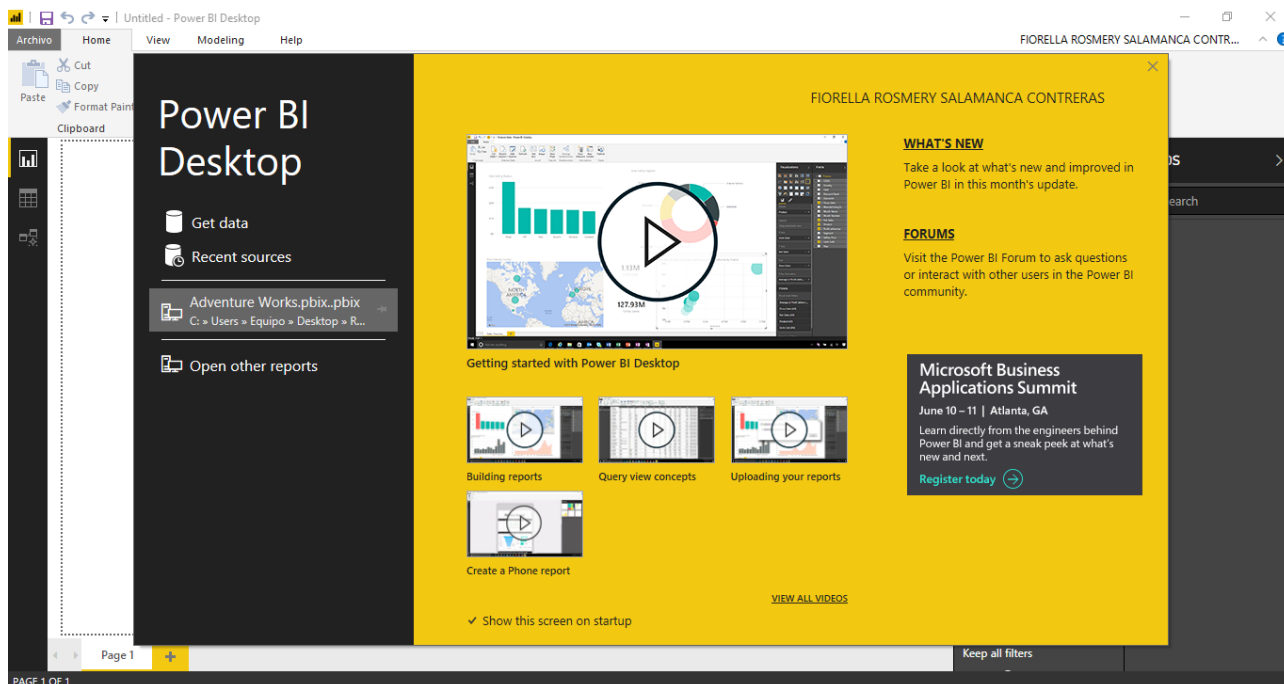 Untitled - Power BI Desktop
Archivo Home View Modeling Help
FIORELLA ROSMERY SALAMANCA CONTR...
Paste
Cut
Copy
Format Paint
Clipboard
Power BI
Desktop
Get data
Recent sources
Adventure Works.pbix..pbix
C: » Users » Equipo » Desktop » R...
Open other reports
FIORELLA ROSMERY SALAMANCA CONTRERAS
1.13M
127.93M
Getting started with Power BI Desktop
Building reports
Query view concepts
Uploading your reports
Create a Phone report
VIEW ALL VIDEOS
Show this screen on startup
WHAT'S NEW
Take a look at what's new and improved in
Power BI in this month's update.
FORUMS
Visit the Power BI Forum to ask questions
or interact with other users in the Power BI
community.
Microsoft Business
Applications Summit
June 10 – 11 | Atlanta, GA
Learn directly from the engineers behind
Power BI and get a sneak peek at what's
new and next.
Register today
earch
Keep all filters
Page 1
PAGE 1 OF 1